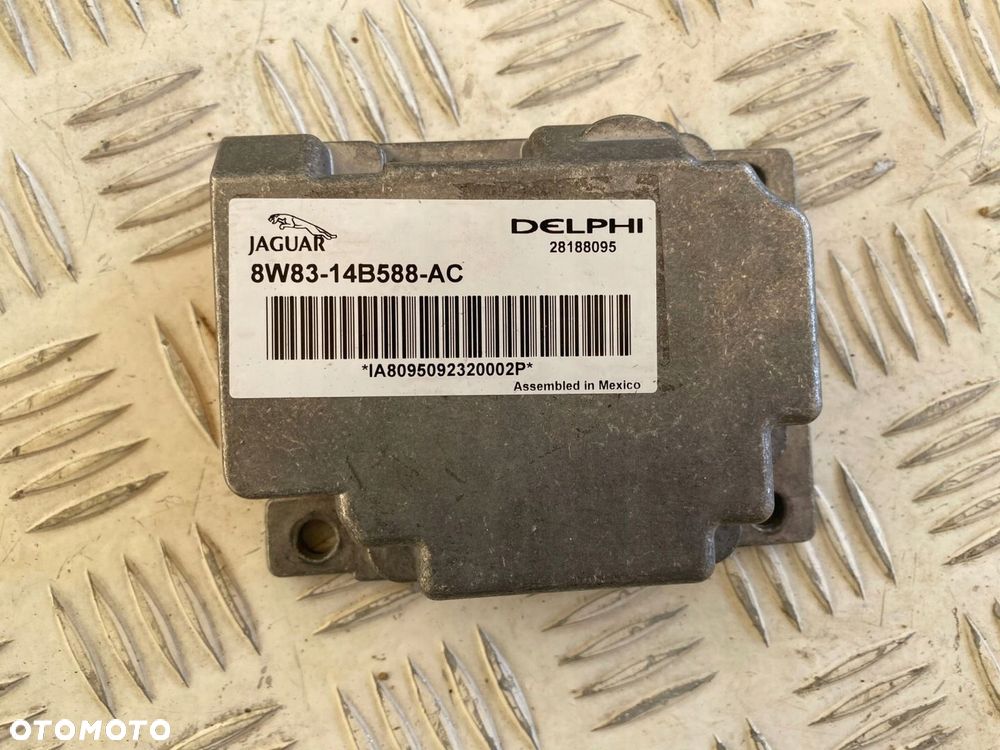 JAGUAR
DELPHI
28188095
8W83-14B588-AC
*IA8095092320002P*
Assembled in Mexico
OTOMOTO